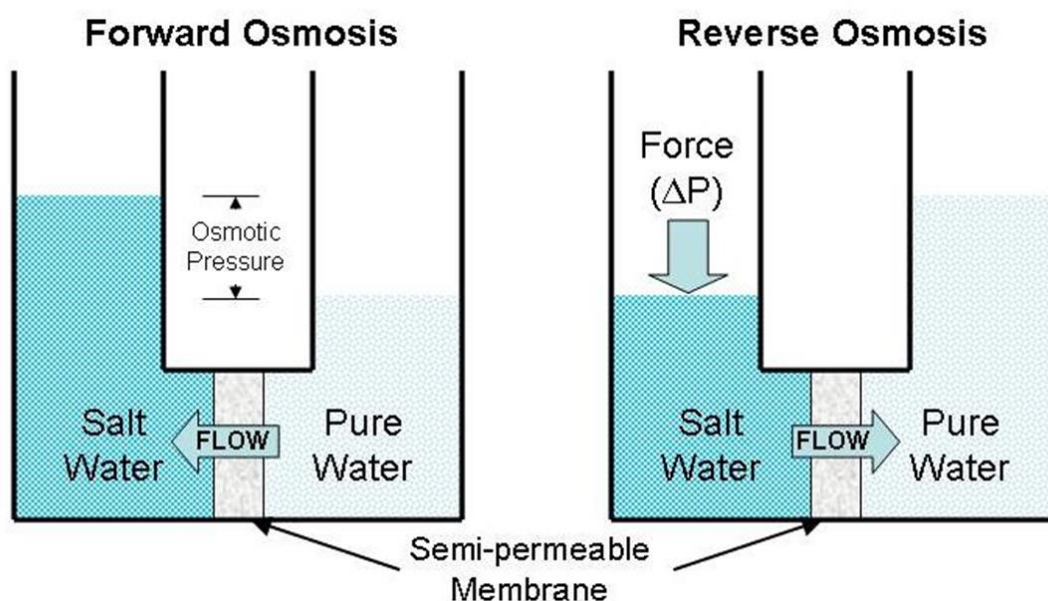 Forward Osmosis
Osmotic
Pressure
Salt
Water
FLOW
Pure
Water
Reverse Osmosis
Force
(ΔP)
Salt
Water
FLOW
Pure
Water
Semi-permeable
Membrane